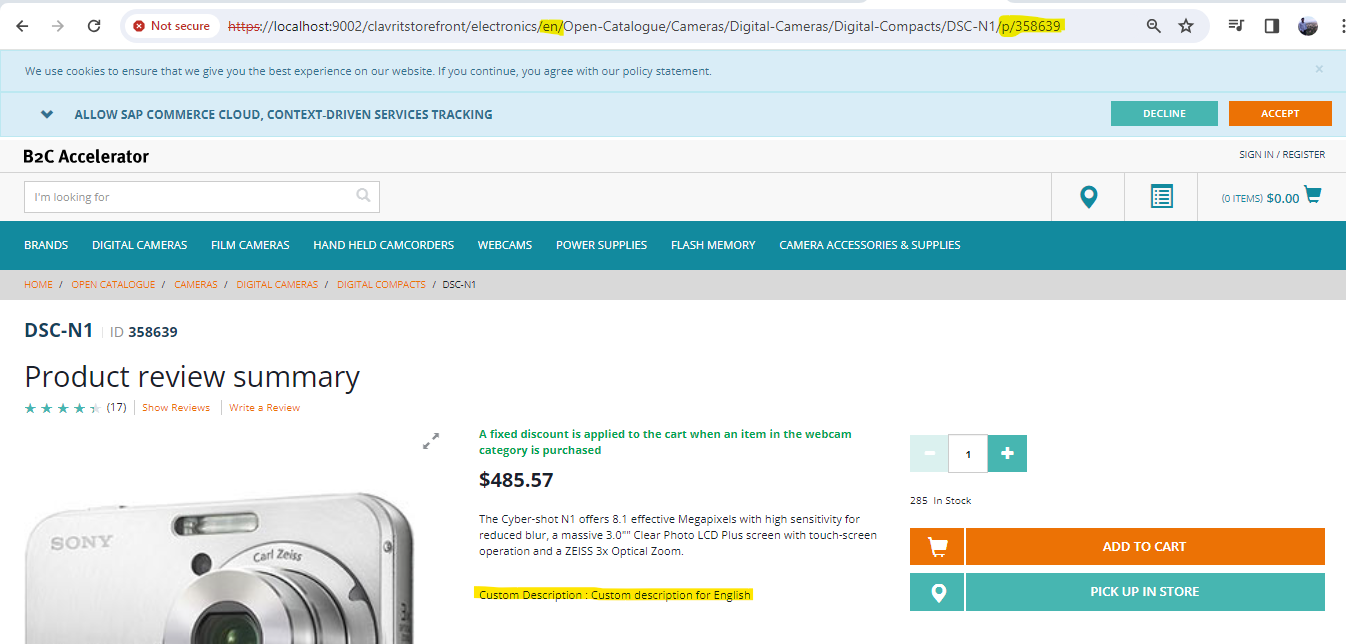 Not secure https://localhost:9002/clavritstorefront/electronics/en/Open-Catalogue/Cameras/Digital-Cameras/Digital-Compacts/DSC-N1/p/358639
We use cookies to ensure that we give you the best experience on our website. If you continue, you agree with our policy statement. ×
ALLOW SAP COMMERCE CLOUD, CONTEXT-DRIVEN SERVICES TRACKING DECLINE ACCEPT
B2C Accelerator SIGN IN / REGISTER
I'm looking for (0 ITEMS) $0.00
BRANDS DIGITAL CAMERAS FILM CAMERAS HAND HELD CAMCORDERS WEBCAMS POWER SUPPLIES FLASH MEMORY CAMERA ACCESSORIES & SUPPLIES
HOME / OPEN CATALOGUE / CAMERAS / DIGITAL CAMERAS / DIGITAL COMPACTS / DSC-N1
DSC-N1 | ID 358639
Product review summary
(17) Show Reviews Write a Review
A fixed discount is applied to the cart when an item in the webcam
category is purchased
$485.57
The Cyber-shot N1 offers 8.1 effective Megapixels with high sensitivity for
reduced blur, a massive 3.0"" Clear Photo LCD Plus screen with touch-screen
operation and a ZEISS 3x Optical Zoom.
Custom Description : Custom description for English
− 1 +
285 In Stock
ADD TO CART
PICK UP IN STORE
SONY
Carl Zeiss